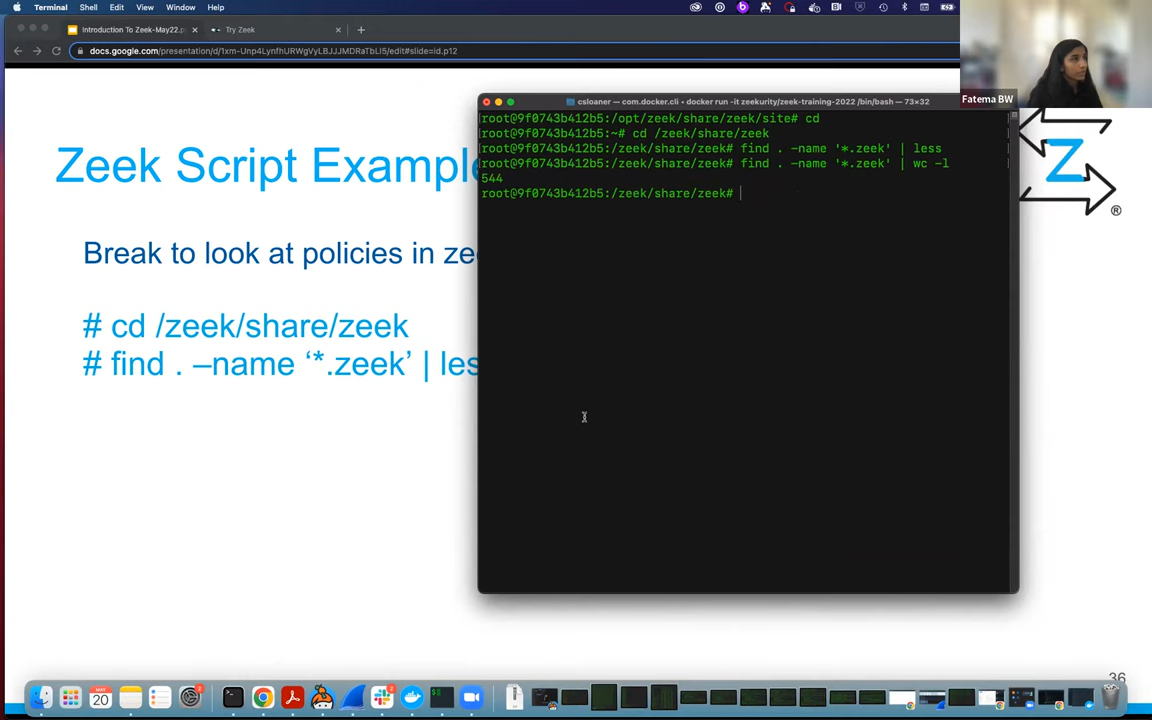 Terminal Shell Edit View Window Help
Introduction To Zeek-May22.p
Try Zeek
docs.google.com/presentation/d/1xm-Unp4LynfhURWgVyLBJJJMDRaTbLI5/edit#slide=id.p12
Fatema BW
csloaner — com.docker.cli • docker run -it zeekurity/zeek-training-2022 /bin/bash — 73×32
root@9f0743b412b5:/opt/zeek/share/zeek/site# cd
root@9f0743b412b5:~# cd /zeek/share/zeek
root@9f0743b412b5:/zeek/share/zeek# find . -name '*.zeek' | less
root@9f0743b412b5:/zeek/share/zeek# find . -name '*.zeek' | wc -l
544
root@9f0743b412b5:/zeek/share/zeek#
Zeek Script Example
Z
®
Break to look at policies in zee
# cd /zeek/share/zeek
# find . –name ‘*.zeek’ | les
36
MAY
20